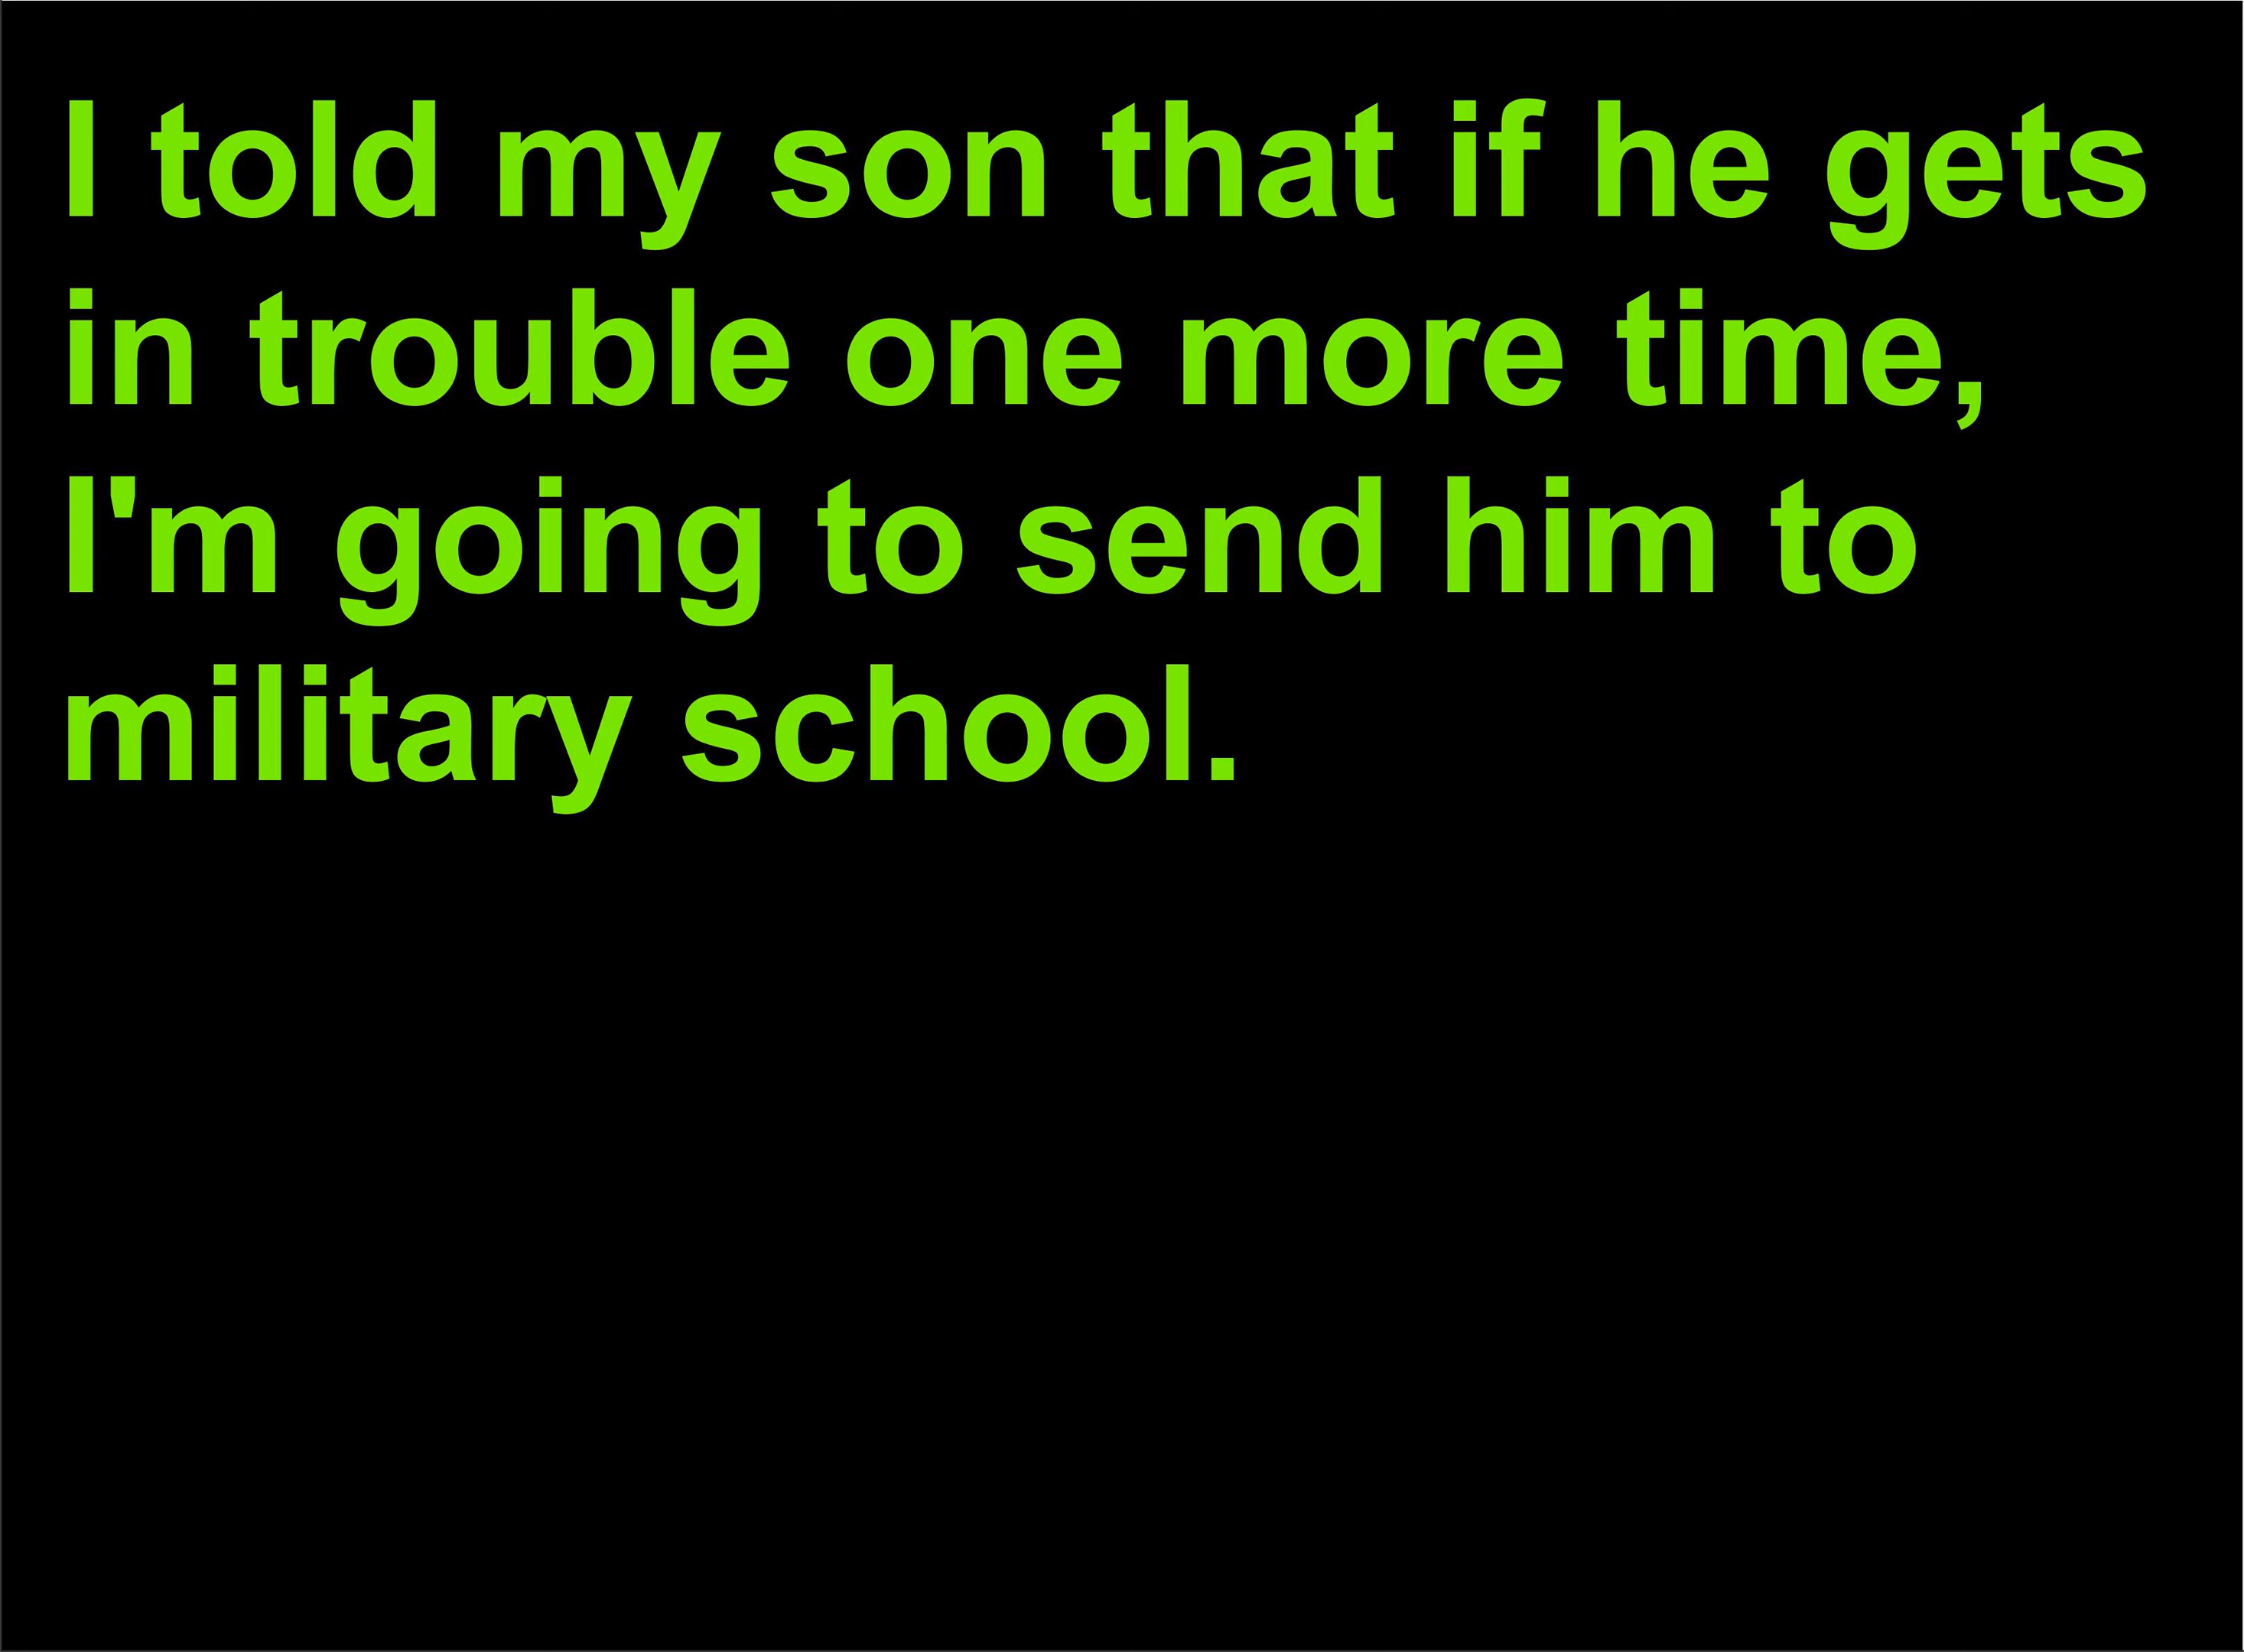 I told my son that if he gets
in trouble one more time,
I'm going to send him to
military school.